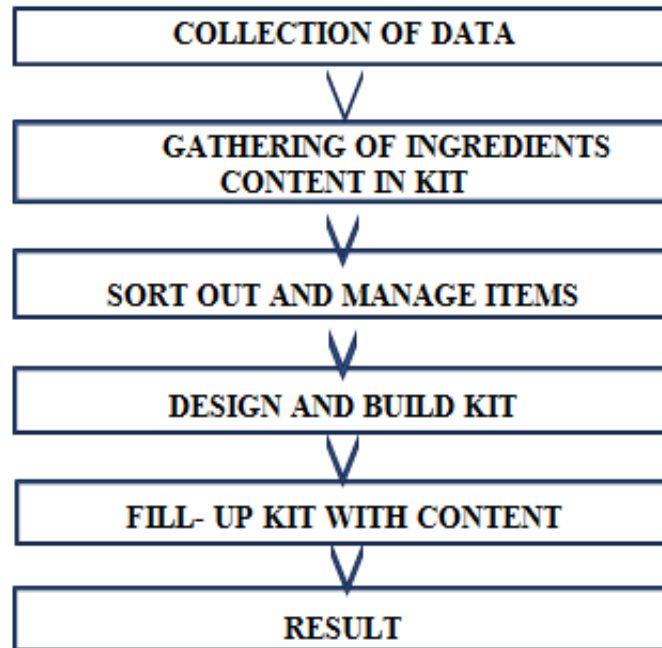 COLLECTION OF DATA
GATHERING OF INGREDIENTS
CONTENT IN KIT
SORT OUT AND MANAGE ITEMS
DESIGN AND BUILD KIT
FILL- UP KIT WITH CONTENT
RESULT